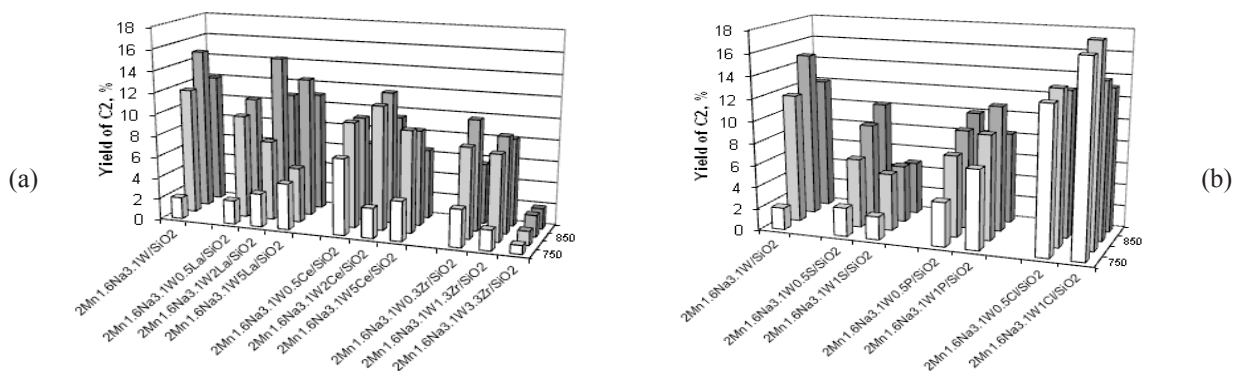 (a)
Yield of C2, %
18
16
14
12
10
8
6
4
2
0
2Mn1.6Na3.1W/SiO2
2Mn1.6Na3.1W0.5La/SiO2
2Mn1.6Na3.1W2La/SiO2
2Mn1.6Na3.1W5La/SiO2
2Mn1.6Na3.1W0.5Ce/SiO2
2Mn1.6Na3.1W2Ce/SiO2
2Mn1.6Na3.1W5Ce/SiO2
2Mn1.6Na3.1W0.3Zr/SiO2
2Mn1.6Na3.1W1.3Zr/SiO2
2Mn1.6Na3.1W3.3Zr/SiO2
750
850
Yield of C2, %
18
16
14
12
10
8
6
4
2
0
2Mn1.6Na3.1W/SiO2
2Mn1.6Na3.1W0.5S/SiO2
2Mn1.6Na3.1W1S/SiO2
2Mn1.6Na3.1W0.5P/SiO2
2Mn1.6Na3.1W1P/SiO2
2Mn1.6Na3.1W0.5Cl/SiO2
2Mn1.6Na3.1W1Cl/SiO2
750
850
(b)